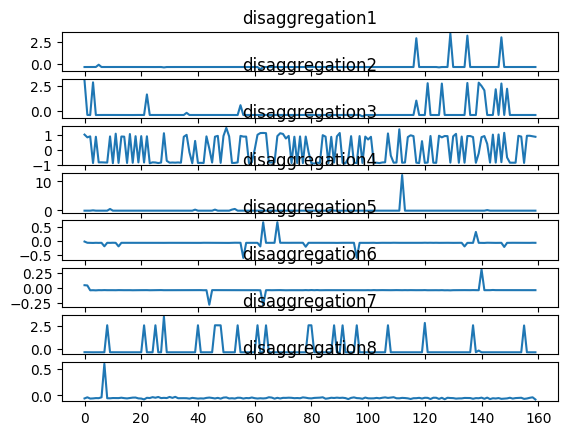 disaggregation1
2.5
0.0
disaggregation2
2.5
0.0
disaggregation3
1
0
−1
disaggregation4
10
0
disaggregation5
0.5
0.0
−0.5
disaggregation6
0.25
0.00
−0.25
disaggregation7
2.5
0.0
disaggregation8
0.5
0.0
0 20 40 60 80 100 120 140 160